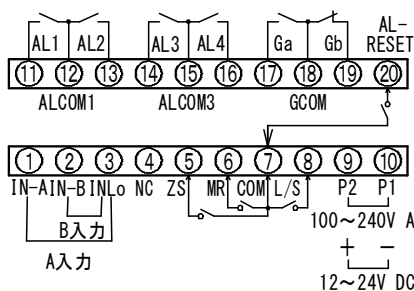 AL1 AL2 AL3 AL4 Ga Gb AL-RESET
11 12 13 14 15 16 17 18 19 20
ALCOM1 ALCOM3 GCOM
1 2 3 4 5 6 7 8 9 10
IN-A IN-B INLo NC ZS MR COM L/S P2 P1
B入力 100～240V A
A入力 + −
12～24V DC